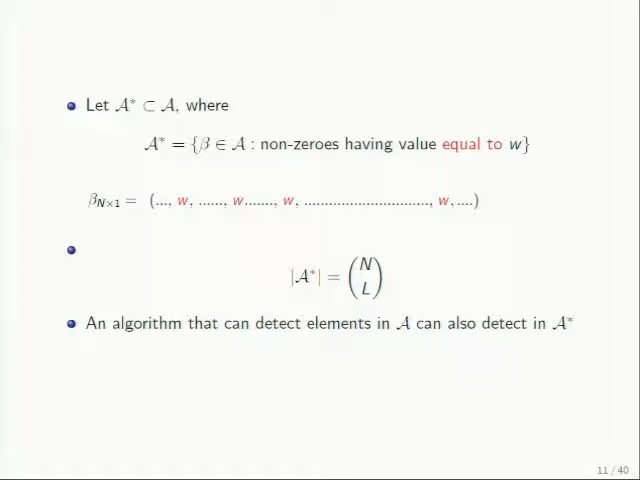 Let 𝒜* ⊂ 𝒜, where
𝒜* = {β ∈ 𝒜 : non-zeroes having value equal to w}
β_{N×1} = (..., w, ......, w......., w, .............................., w, ....)
|𝒜*| = \binom{N}{L}
An algorithm that can detect elements in 𝒜 can also detect in 𝒜*
11 / 40